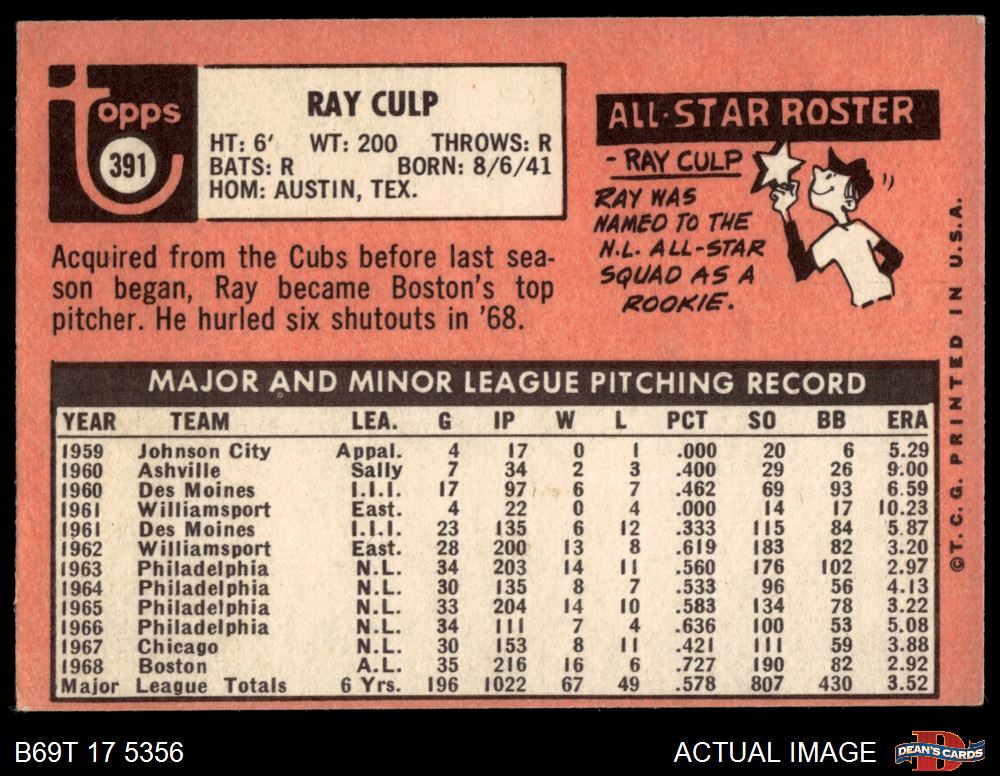 topps
391
RAY CULP
HT: 6' WT: 200 THROWS: R
BATS: R BORN: 8/6/41
HOM: AUSTIN, TEX.
ALL-STAR ROSTER
- RAY CULP
RAY WAS
NAMED TO THE
N.L. ALL-STAR
SQUAD AS A
ROOKIE.
Acquired from the Cubs before last sea-
son began, Ray became Boston's top
pitcher. He hurled six shutouts in '68.
MAJOR AND MINOR LEAGUE PITCHING RECORD
YEAR TEAM LEA. G IP W L PCT SO BB ERA
1959 Johnson City Appal. 4 17 0 1 .000 20 6 5.29
1960 Ashville Sally 7 34 2 3 .400 29 26 9.00
1960 Des Moines I.I.I. 17 97 6 7 .462 69 93 6.59
1961 Williamsport East. 4 22 0 4 .000 14 17 10.23
1961 Des Moines I.I.I. 23 135 6 12 .333 115 84 5.87
1962 Williamsport East. 28 200 13 8 .619 183 82 3.20
1963 Philadelphia N.L. 34 203 14 11 .560 176 102 2.97
1964 Philadelphia N.L. 30 135 8 7 .533 96 56 4.13
1965 Philadelphia N.L. 33 204 14 10 .583 134 78 3.22
1966 Philadelphia N.L. 34 111 7 4 .636 100 53 5.08
1967 Chicago N.L. 30 153 8 11 .421 111 59 3.88
1968 Boston A.L. 35 216 16 6 .727 190 82 2.92
Major League Totals 6 Yrs. 196 1022 67 49 .578 807 430 3.52
©T.C.G. PRINTED IN U.S.A.
B69T 17 5356
ACTUAL IMAGE
D
DEAN'S CARDS